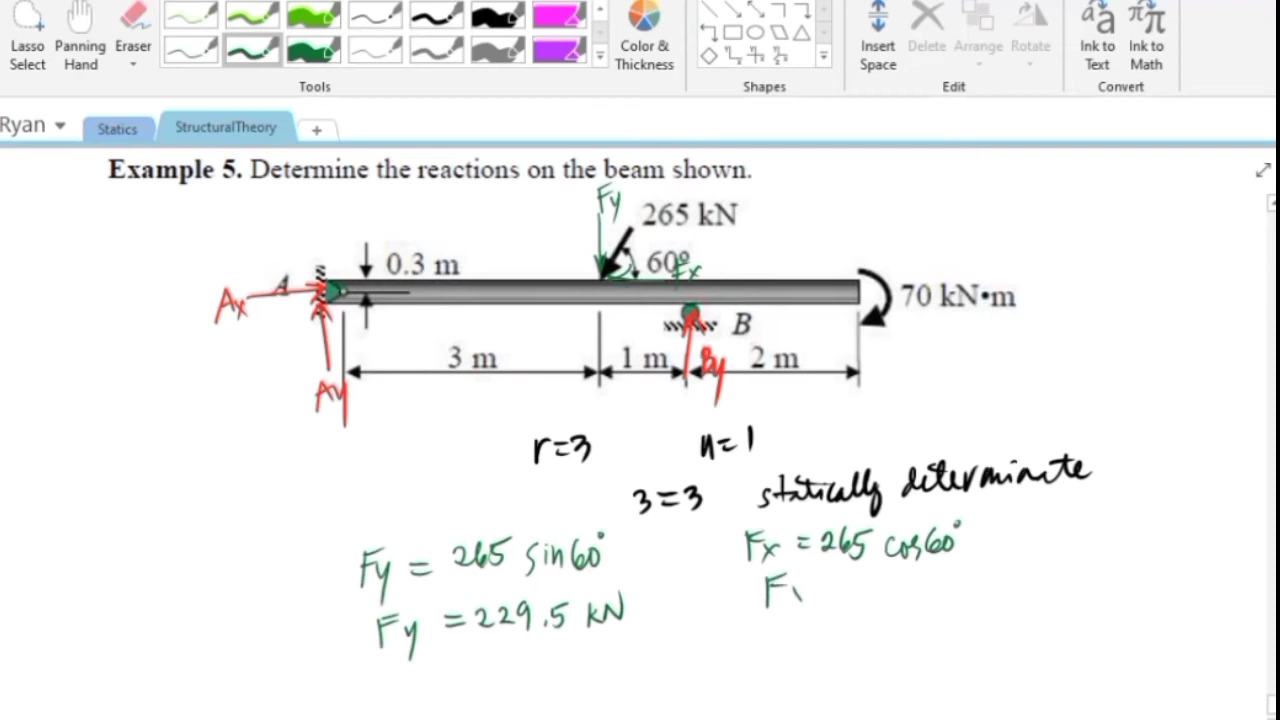 Lasso Select
Panning Hand
Eraser
Color & Thickness
Insert Space
Delete
Arrange
Rotate
Ink to Text
Ink to Math
Tools
Shapes
Edit
Convert
Ryan
Statics
StructuralTheory
+
Example 5. Determine the reactions on the beam shown.
Fy
265 kN
0.3 m
60º
Fx
A
Ax
70 kN•m
B
3 m
1 m
By
2 m
Ay
r=3
n=1
3=3 statically determinate
Fy = 265 sin60°
Fx = 265 cos60°
Fy = 229.5 kN
F